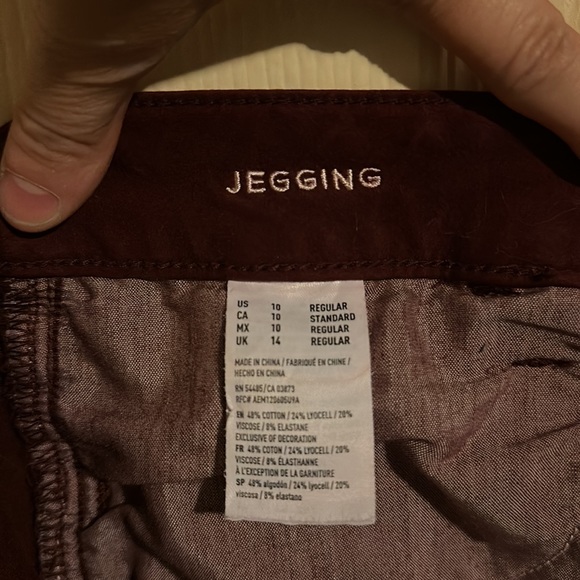 JEGGING
US 10 REGULAR
CA 10 STANDARD
MX 10 REGULAR
UK 14 REGULAR
MADE IN CHINA / FABRIQUÉ EN CHINE /
HECHO EN CHINA
RN 54485/CA 03873
RFC# AEM120605U9A
EN 48% COTTON / 24% LYOCELL / 20%
VISCOSE / 8% ELASTANE
EXCLUSIVE OF DECORATION
FR 48% COTON / 24% LYOCELL / 20%
VISCOSE / 8% ÉLASTHANNE
À L'EXCEPTION DE LA GARNITURE
SP 48% algodón / 24% lyocell / 20%
viscosa / 8% elastano